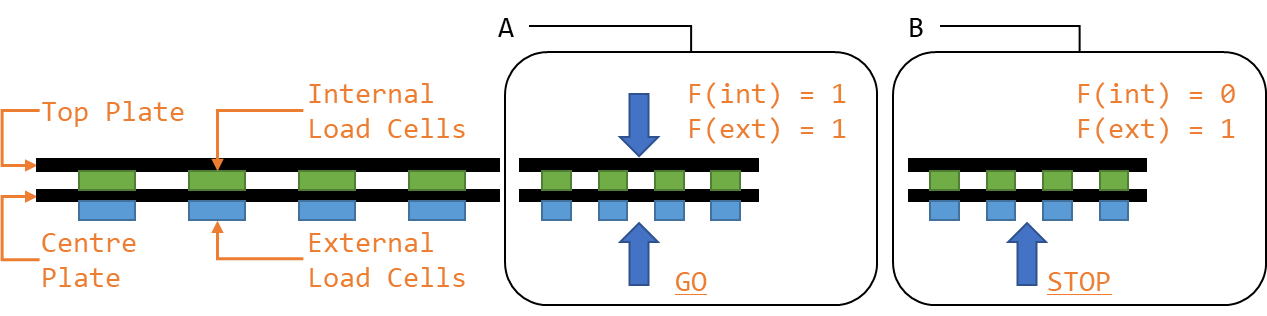 Top Plate
Internal
Load Cells
Centre
Plate
External
Load Cells
A
F(int) = 1
F(ext) = 1
GO
B
F(int) = 0
F(ext) = 1
STOP